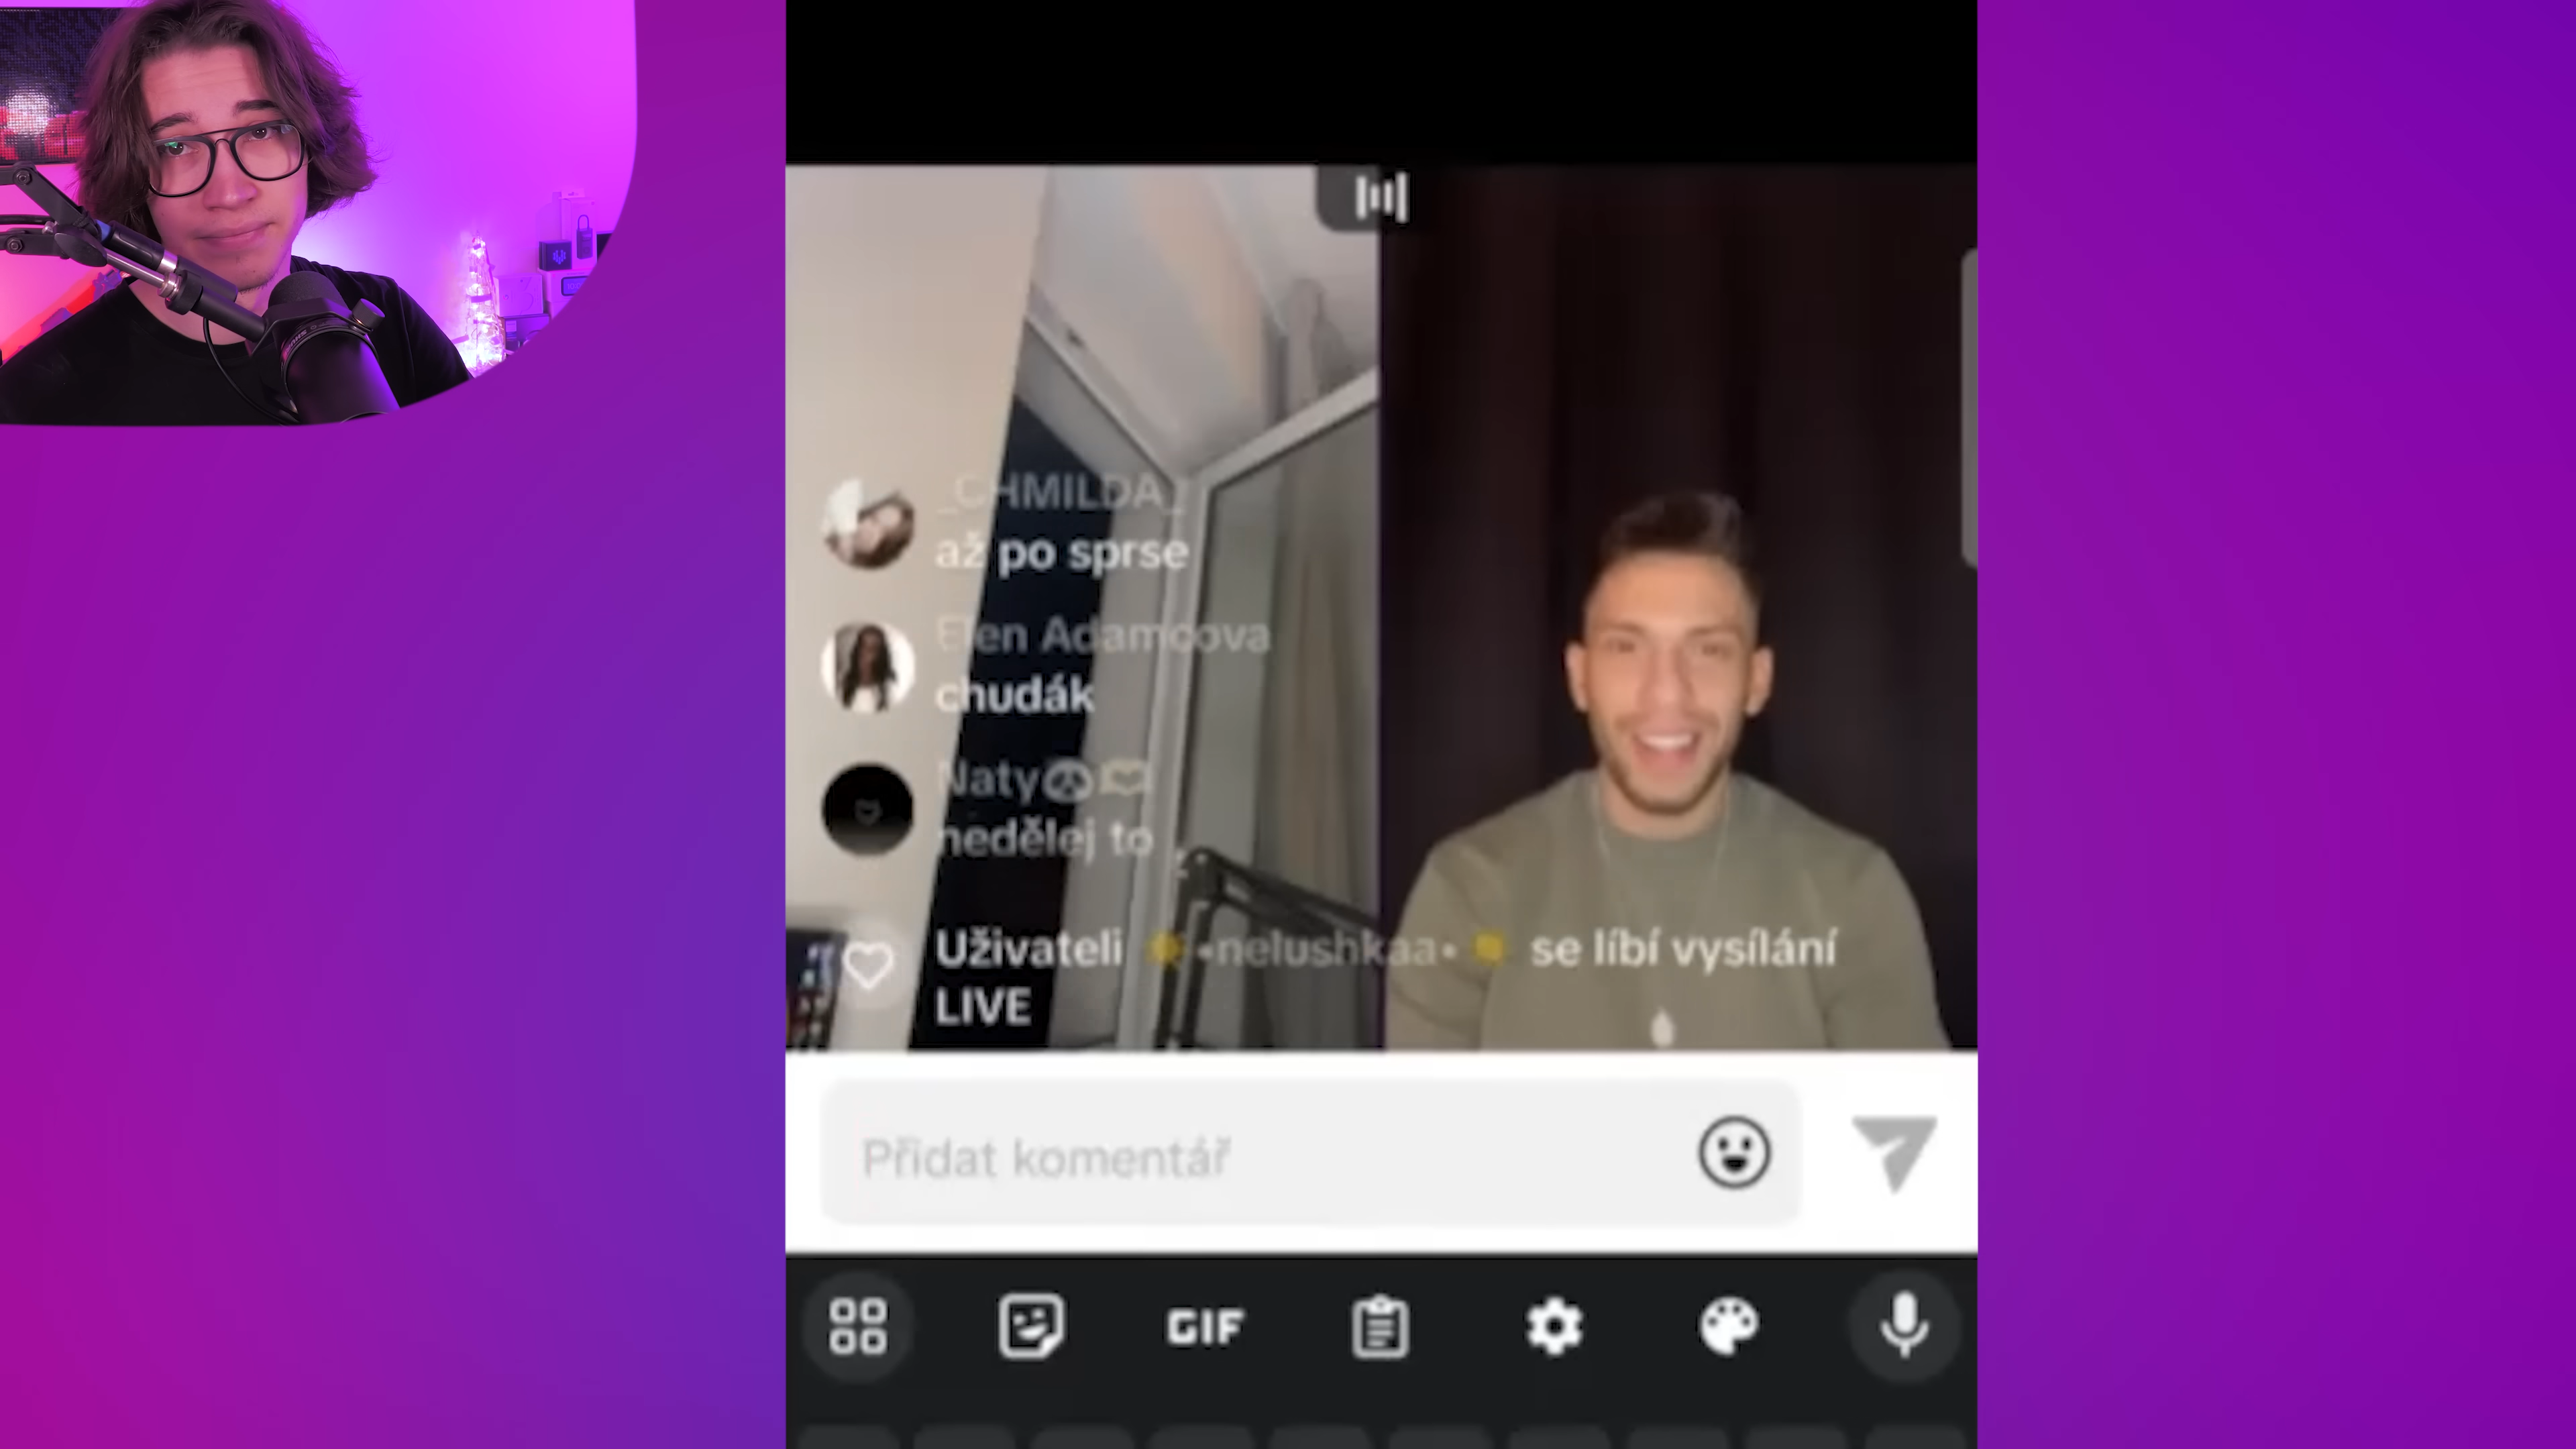 _CHMILDA_
až po sprse
Elen Adamcova
chudák
Naty
nedělej to
Uživateli •nelushkaa• se líbí vysílání
LIVE
Přidat komentář
GIF